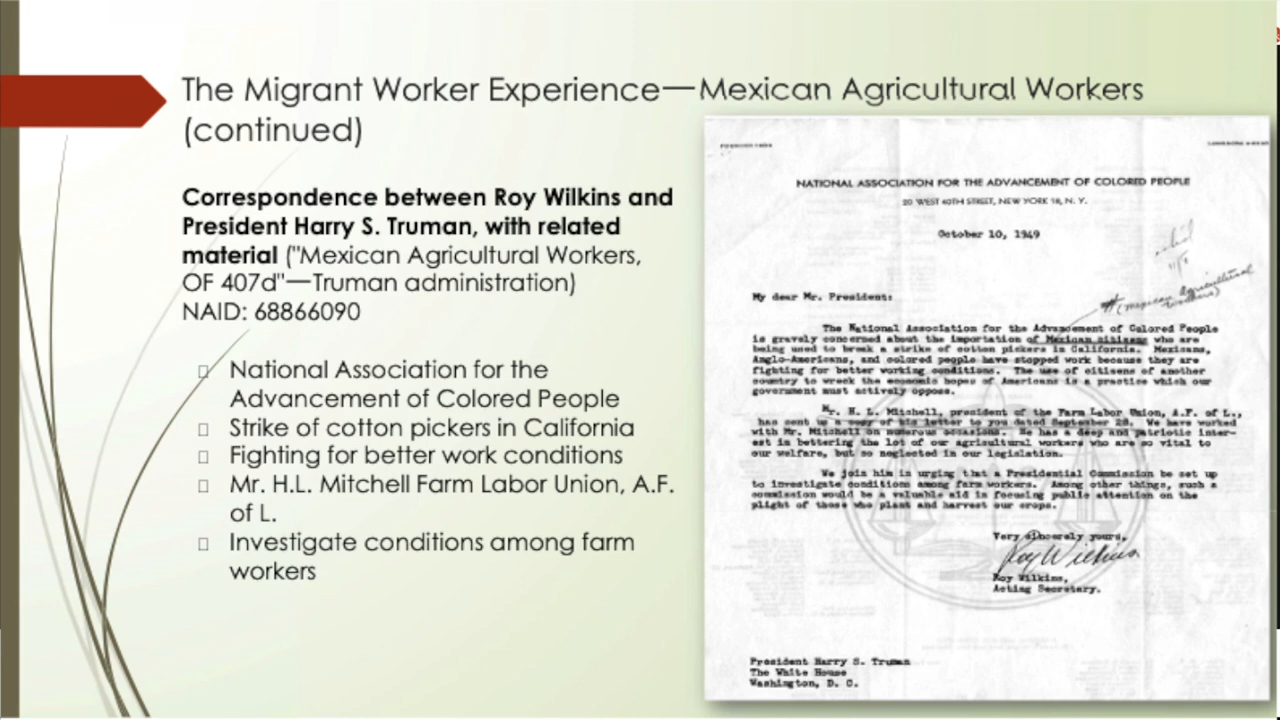 The Migrant Worker Experience—Mexican Agricultural Workers
(continued)
Correspondence between Roy Wilkins and
President Harry S. Truman, with related
material ("Mexican Agricultural Workers,
OF 407d"—Truman administration)
NAID: 68866090
National Association for the
Advancement of Colored People
Strike of cotton pickers in California
Fighting for better work conditions
Mr. H.L. Mitchell Farm Labor Union, A.F.
of L.
Investigate conditions among farm
workers
NATIONAL ASSOCIATION FOR THE ADVANCEMENT OF COLORED PEOPLE
20 WEST 40TH STREET, NEW YORK 18, N. Y.
October 10, 1949
(mexican agricultural
workers)
My dear Mr. President:
The National Association for the Advancement of Colored People
is gravely concerned about the importation of Mexican citizens who are
being used to break a strike of cotton pickers in California. Mexicans,
Anglo-Americans, and colored people have stopped work because they are
fighting for better working conditions. The use of citizens of another
country to wreck the economic hopes of Americans is a practice which our
government must actively oppose.
Mr. H. L. Mitchell, president of the Farm Labor Union, A.F. of L.,
has sent us a copy of his letter to you dated September 28. We have worked
with Mr. Mitchell on numerous occasions. He has a deep and patriotic inter-
est in bettering the lot of our agricultural workers who are so vital to
our welfare, but so neglected in our legislation.
We join him in urging that a Presidential Commission be set up
to investigate conditions among farm workers. Among other things, such a
commission would be a valuable aid in focusing public attention on the
plight of those who plant and harvest our crops.
Very sincerely yours,
Roy Wilkins
Roy Wilkins,
Acting Secretary.
President Harry S. Truman
The White House
Washington, D. C.